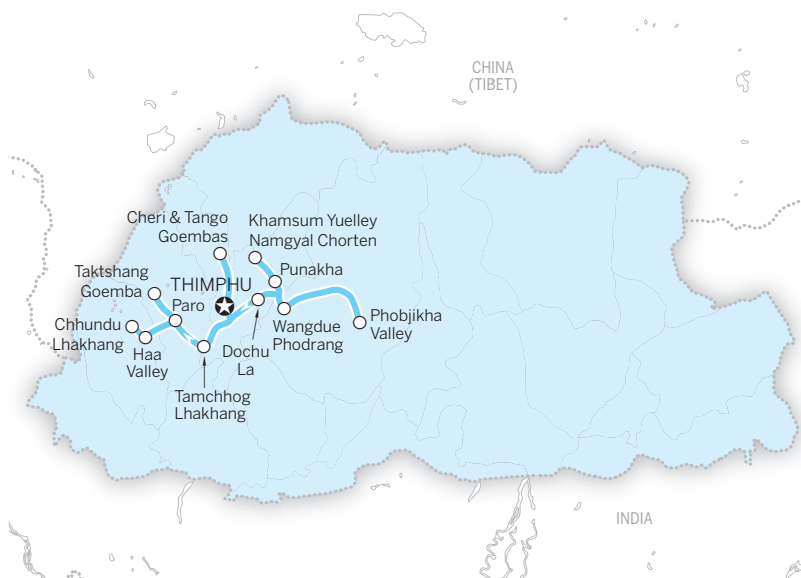 CHINA
(TIBET)
Cheri & Tango
Goembas
Khamsum Yuelley
Namgyal Chorten
Taktshang
Goemba
THIMPHU
Punakha
Paro
Chhundu
Lhakhang
Haa
Valley
Wangdue
Phodrang
Phobjikha
Valley
Dochu
La
Tamchhog
Lhakhang
INDIA